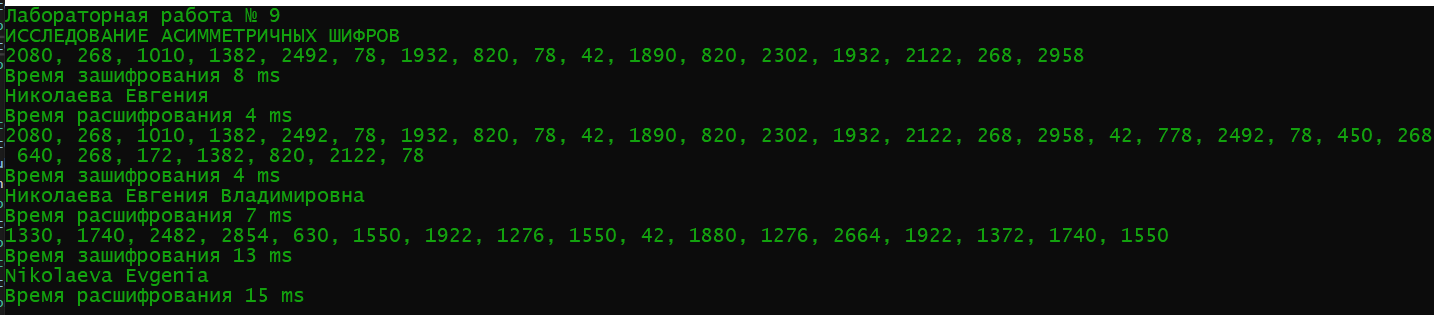 Лабораторная работа № 9
ИССЛЕДОВАНИЕ АСИММЕТРИЧНЫХ ШИФРОВ
2080, 268, 1010, 1382, 2492, 78, 1932, 820, 78, 42, 1890, 820, 2302, 1932, 2122, 268, 2958
Время зашифрования 8 ms
Николаева Евгения
Время расшифрования 4 ms
2080, 268, 1010, 1382, 2492, 78, 1932, 820, 78, 42, 1890, 820, 2302, 1932, 2122, 268, 2958, 42, 778, 2492, 78, 450, 268
640, 268, 172, 1382, 820, 2122, 78
Время зашифрования 4 ms
Николаева Евгения Владимировна
Время расшифрования 7 ms
1330, 1740, 2482, 2854, 630, 1550, 1922, 1276, 1550, 42, 1880, 1276, 2664, 1922, 1372, 1740, 1550
Время зашифрования 13 ms
Nikolaeva Evgenia
Время расшифрования 15 ms